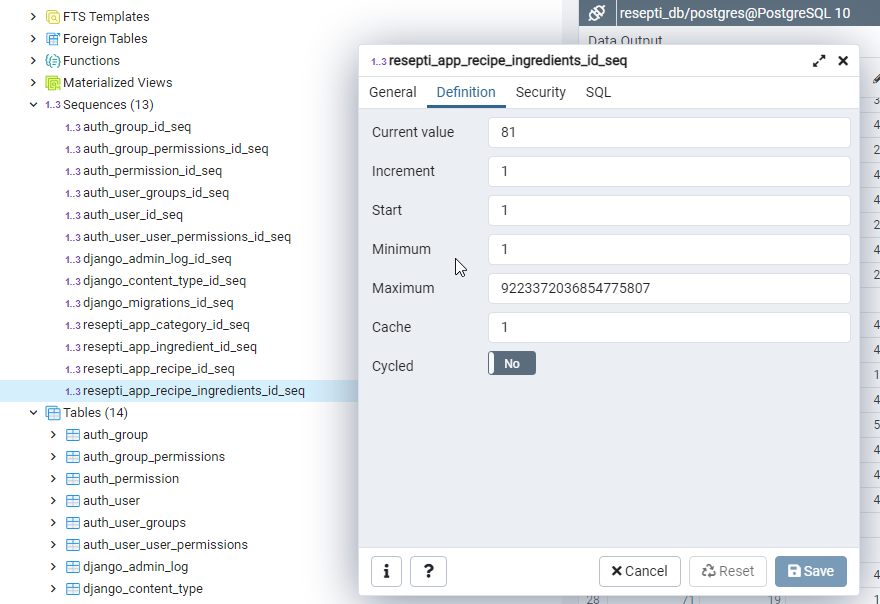 FTS Templates
Foreign Tables
Functions
Materialized Views
1..3 Sequences (13)
1..3 auth_group_id_seq
1..3 auth_group_permissions_id_seq
1..3 auth_permission_id_seq
1..3 auth_user_groups_id_seq
1..3 auth_user_id_seq
1..3 auth_user_user_permissions_id_seq
1..3 django_admin_log_id_seq
1..3 django_content_type_id_seq
1..3 django_migrations_id_seq
1..3 resepti_app_category_id_seq
1..3 resepti_app_ingredient_id_seq
1..3 resepti_app_recipe_id_seq
1..3 resepti_app_recipe_ingredients_id_seq
Tables (14)
auth_group
auth_group_permissions
auth_permission
auth_user
auth_user_groups
auth_user_user_permissions
django_admin_log
django_content_type
resepti_db/postgres@PostgreSQL 10
Data Output
1..3 resepti_app_recipe_ingredients_id_seq
General Definition Security SQL
Current value 81
Increment 1
Start 1
Minimum 1
Maximum 9223372036854775807
Cache 1
Cycled No
i ? Cancel Reset Save
28 71 19